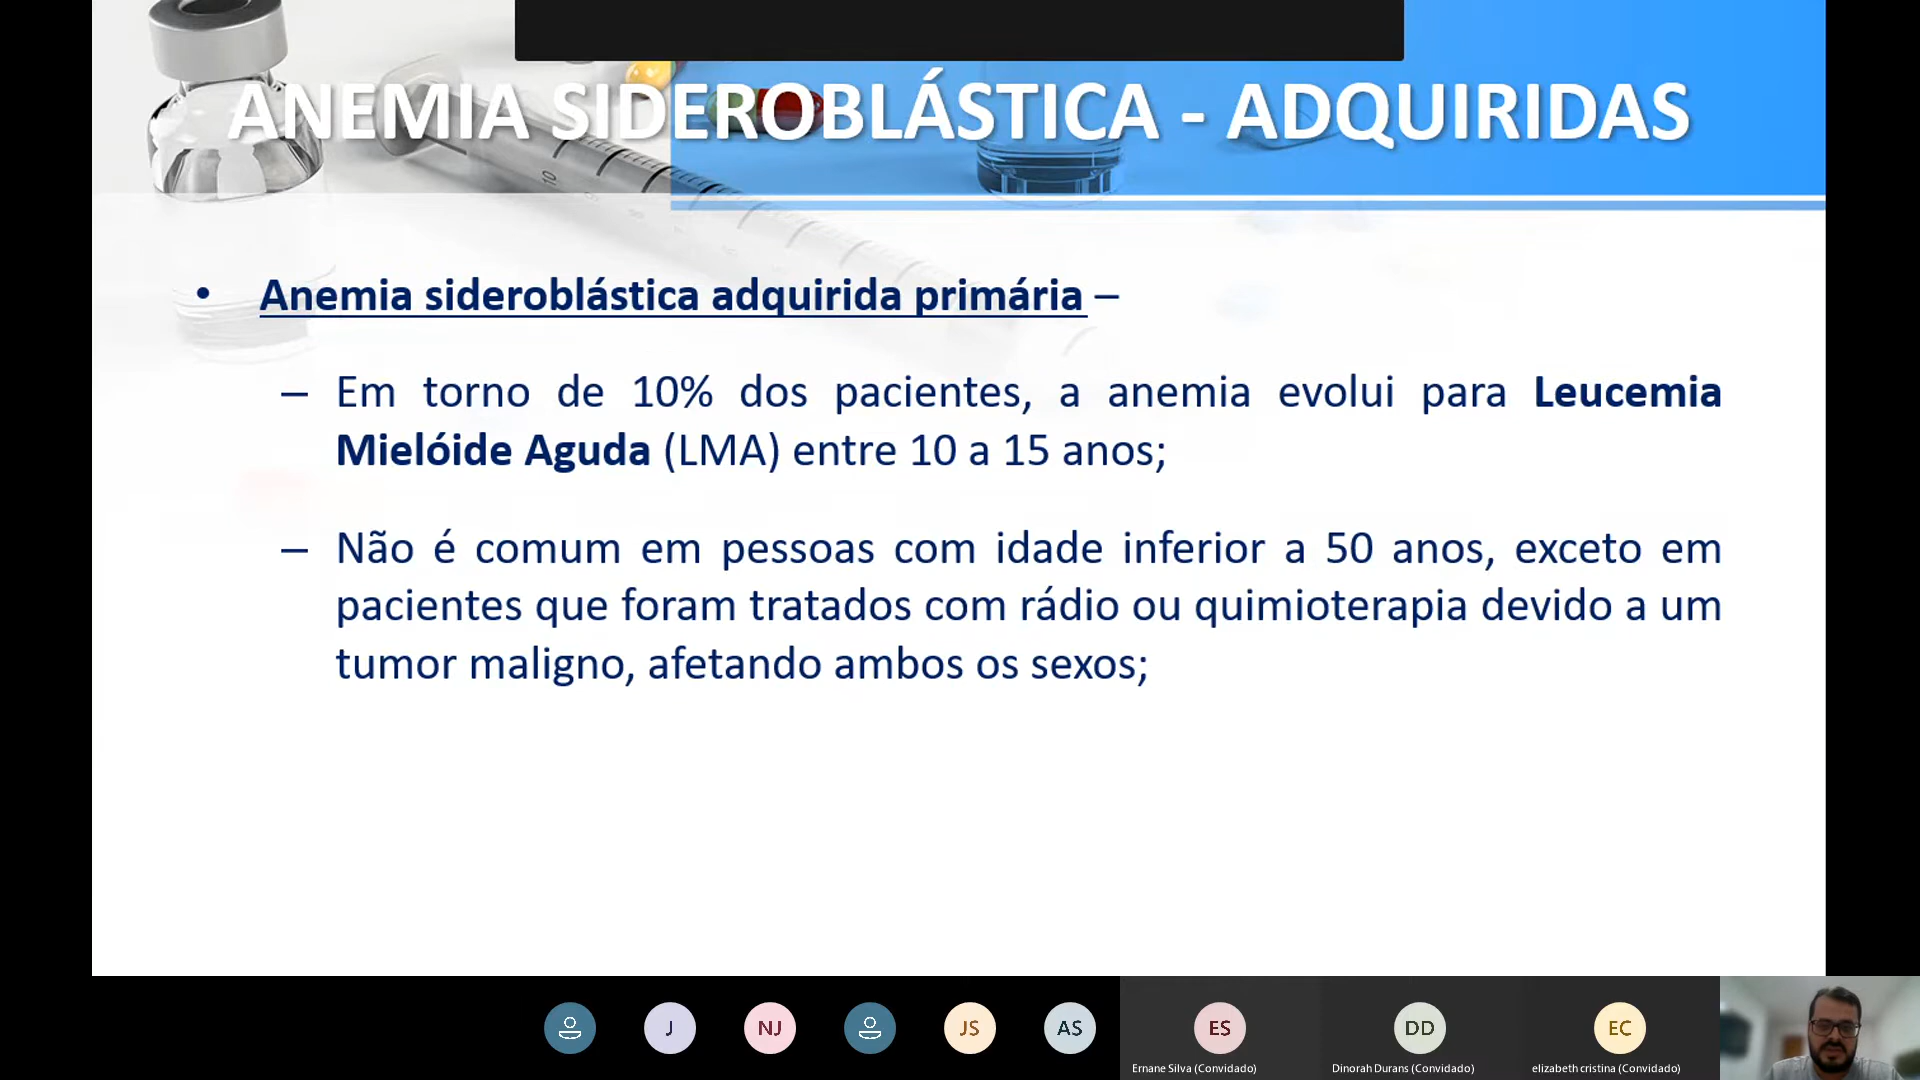 ANEMIA SIDEROBLÁSTICA - ADQUIRIDAS
• Anemia sideroblástica adquirida primária –
– Em torno de 10% dos pacientes, a anemia evolui para Leucemia
Mielóide Aguda (LMA) entre 10 a 15 anos;
– Não é comum em pessoas com idade inferior a 50 anos, exceto em
pacientes que foram tratados com rádio ou quimioterapia devido a um
tumor maligno, afetando ambos os sexos;
10
J
NJ
JS
AS
ES
DD
EC
Ernane Silva (Convidado)
Dinorah Durans (Convidado)
elizabeth cristina (Convidado)